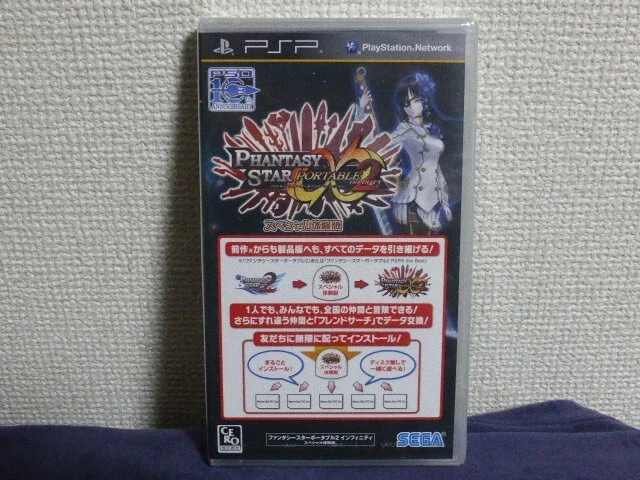 PSP
PlayStation.Network
PSO
10th
ANNIVERSARY
PHANTASY
STAR PORTABLE 2
INFINITY
スペシャル体験版
前作※からも製品版へも、すべてのデータを引き継げる!
スペシャル
体験版
1人でも、みんなでも、全国の仲間と冒険できる!
さらにすれ違う仲間と「フレンドサーチ」でデータ交換!
友だちに無限に配ってインストール!
まるごと
インストール!
スペシャル
体験版
ディスク無しで
一緒に遊べる!
CERO
ファンタシースターポータブル2 インフィニティ
スペシャル体験版
SEGA